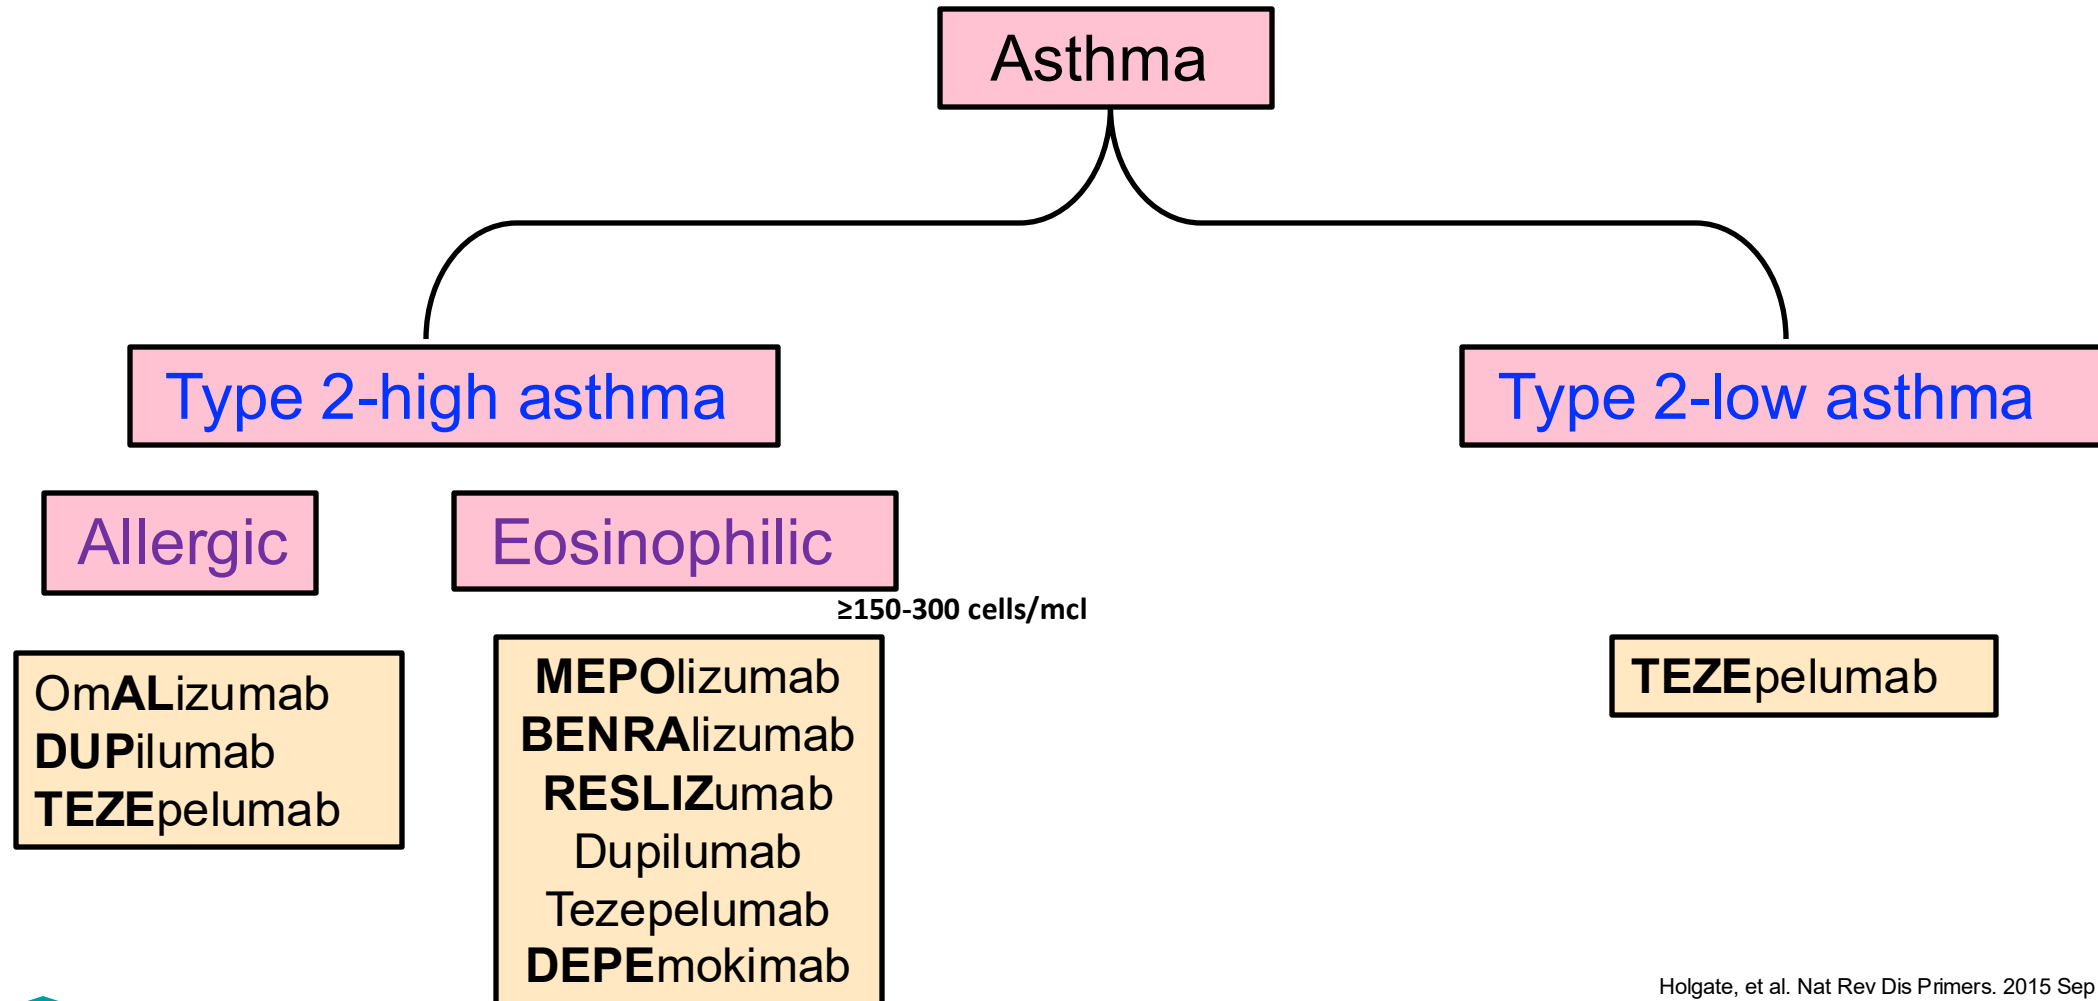 Asthma
Type 2-high asthma
Type 2-low asthma
Allergic
Eosinophilic
≥150-300 cells/mcl
OmALizumab
DUPilumab
TEZEpelumab
MEPOlizumab
BENRAlizumab
RESLIZumab
Dupilumab
Tezepelumab
DEPEmokimab
TEZEpelumab
Holgate, et al. Nat Rev Dis Primers. 2015 Sep